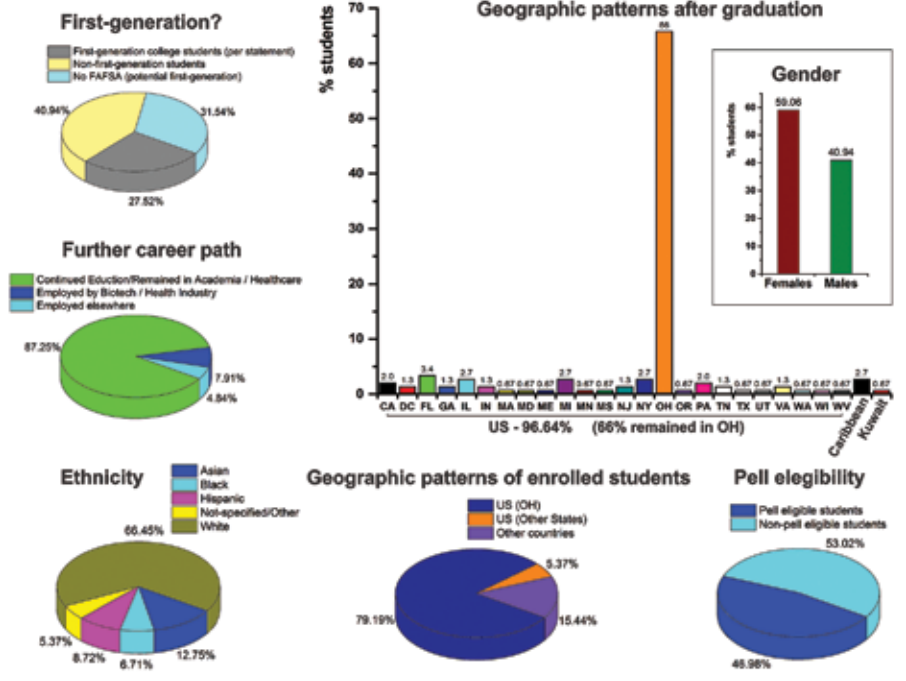 First-generation?
First-generation college students (per statement)
Non-first-generation students
No FAFSA (potential first-generation)
40.94%
31.54%
27.52%
Further career path
Continued Eduction/Remained in Academia / Healthcare
Employed by Biotech / Health Industry
Employed elsewhere
87.25%
7.91%
4.84%
Geographic patterns after graduation
% students
70
60
50
40
30
20
10
0
2.0
1.3
3.4
1.3
2.7
1.3
0.67
0.67
0.67
2.7
0.67
0.67
1.3
2.7
66
0.67
2.0
1.3
0.67
0.67
1.3
0.67
0.67
0.67
2.7
0.67
CA DC FL GA IL IN MA MD ME MI MN MS NJ NY OH OR PA TN TX UT VA WA WI WV Caribbean Kuwait
US - 96.64% (66% remained in OH)
Gender
% students
60
50
40
30
20
10
0
59.06
40.94
Females Males
Ethnicity
Asian
Black
Hispanic
Not-specified/Other
White
66.45%
5.37%
8.72%
6.71%
12.75%
Geographic patterns of enrolled students
US (OH)
US (Other States)
Other countries
5.37%
79.19%
15.44%
Pell elegibility
Pell eligible students
Non-pell eligible students
53.02%
46.98%